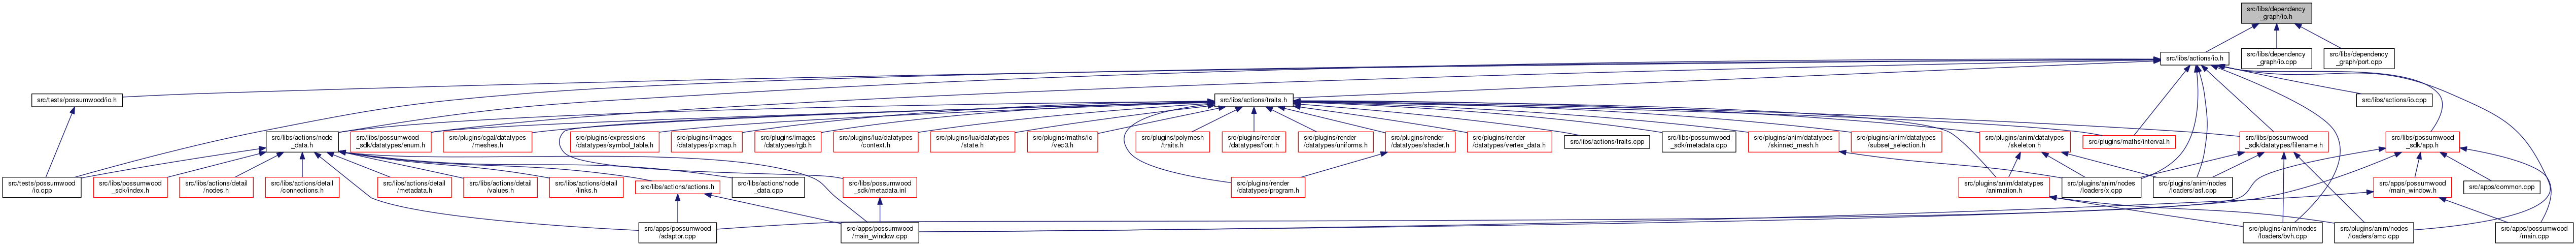 src/libs/dependency
_graph/io.h
src/libs/actions/io.h
src/libs/dependency
_graph/io.cpp
src/libs/dependency
_graph/port.cpp
src/tests/possumwood/io.h
src/libs/actions/traits.h
src/libs/actions/io.cpp
src/libs/actions/node
_data.h
src/libs/possumwood
_sdk/datatypes/enum.h
src/plugins/cgal/datatypes
/meshes.h
src/plugins/expressions
/datatypes/symbol_table.h
src/plugins/images
/datatypes/pixmap.h
src/plugins/images
/datatypes/rgb.h
src/plugins/lua/datatypes
/context.h
src/plugins/lua/datatypes
/state.h
src/plugins/maths/io
/vec3.h
src/plugins/polymesh
/traits.h
src/plugins/render
/datatypes/font.h
src/plugins/render
/datatypes/uniforms.h
src/plugins/render
/datatypes/shader.h
src/plugins/render
/datatypes/vertex_data.h
src/libs/actions/traits.cpp
src/libs/possumwood
_sdk/metadata.cpp
src/plugins/anim/datatypes
/skinned_mesh.h
src/plugins/anim/datatypes
/subset_selection.h
src/plugins/anim/datatypes
/skeleton.h
src/plugins/maths/interval.h
src/libs/possumwood
_sdk/datatypes/filename.h
src/libs/possumwood
_sdk/app.h
src/tests/possumwood
/io.cpp
src/libs/possumwood
_sdk/index.h
src/libs/actions/detail
/nodes.h
src/libs/actions/detail
/connections.h
src/libs/actions/detail
/metadata.h
src/libs/actions/detail
/values.h
src/libs/actions/detail
/links.h
src/libs/actions/actions.h
src/libs/actions/node
_data.cpp
src/libs/possumwood
_sdk/metadata.inl
src/plugins/render
/datatypes/program.h
src/plugins/anim/datatypes
/animation.h
src/plugins/anim/nodes
/loaders/x.cpp
src/plugins/anim/nodes
/loaders/asf.cpp
src/apps/possumwood
/main_window.h
src/apps/common.cpp
src/apps/possumwood
/adaptor.cpp
src/apps/possumwood
/main_window.cpp
src/plugins/anim/nodes
/loaders/bvh.cpp
src/plugins/anim/nodes
/loaders/amc.cpp
src/apps/possumwood
/main.cpp